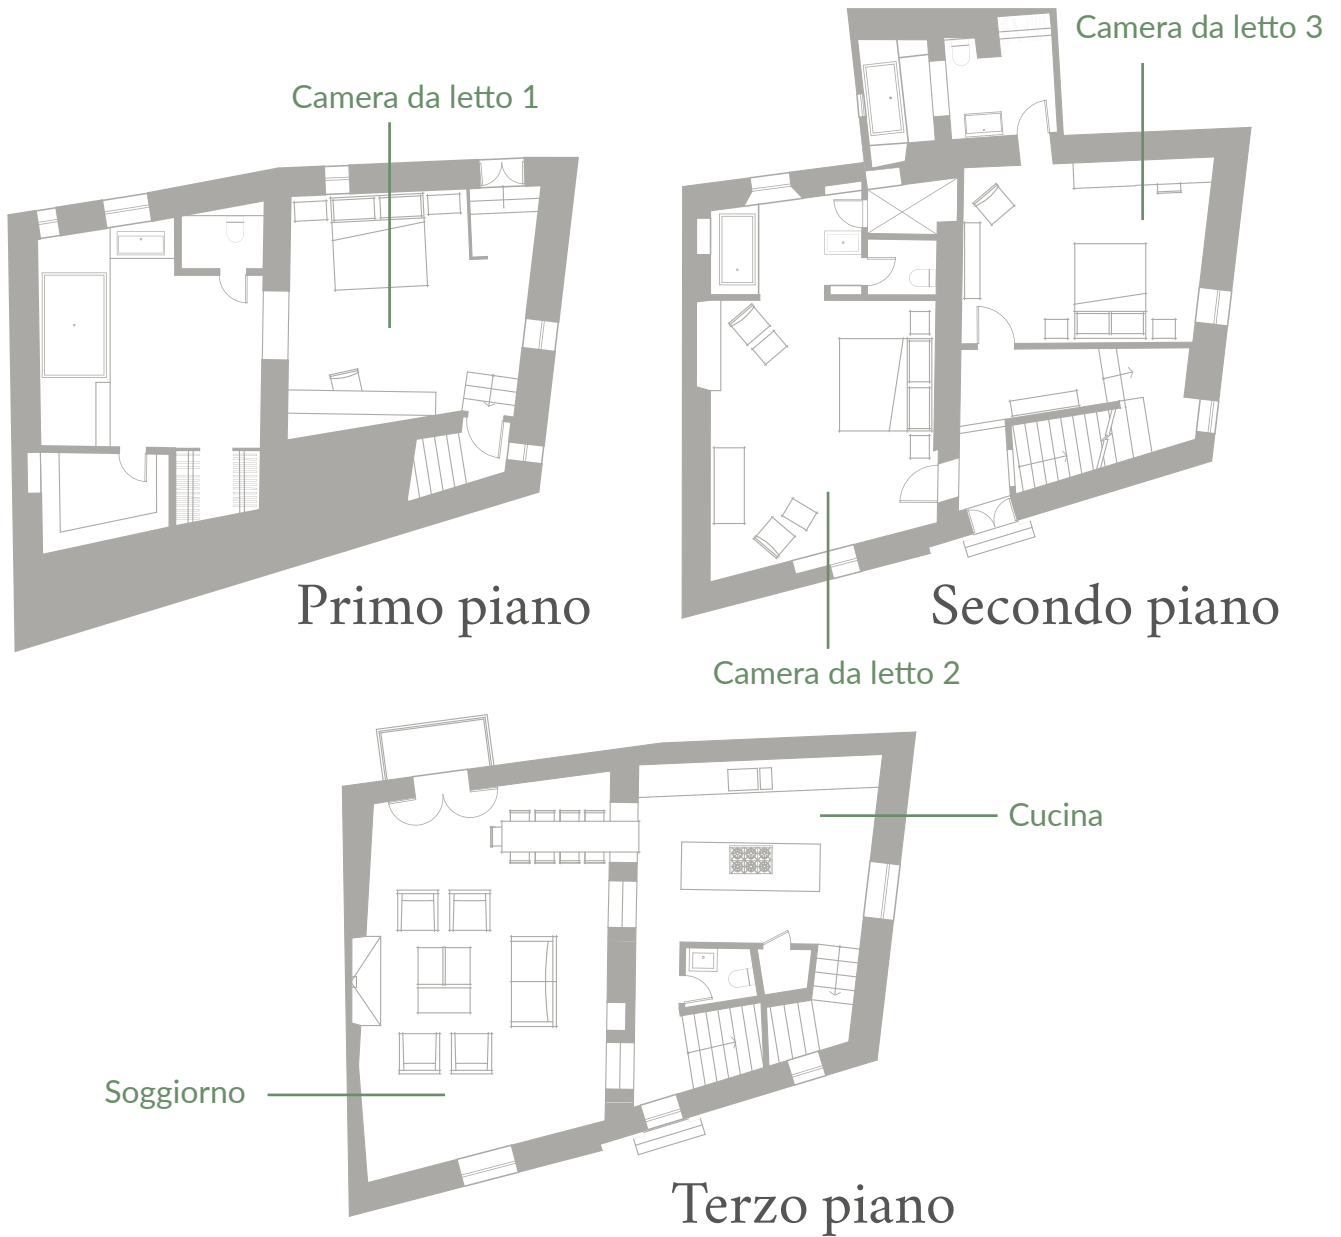 Camera da letto 1
Camera da letto 3
Primo piano
Secondo piano
Camera da letto 2
Cucina
Soggiorno
Terzo piano